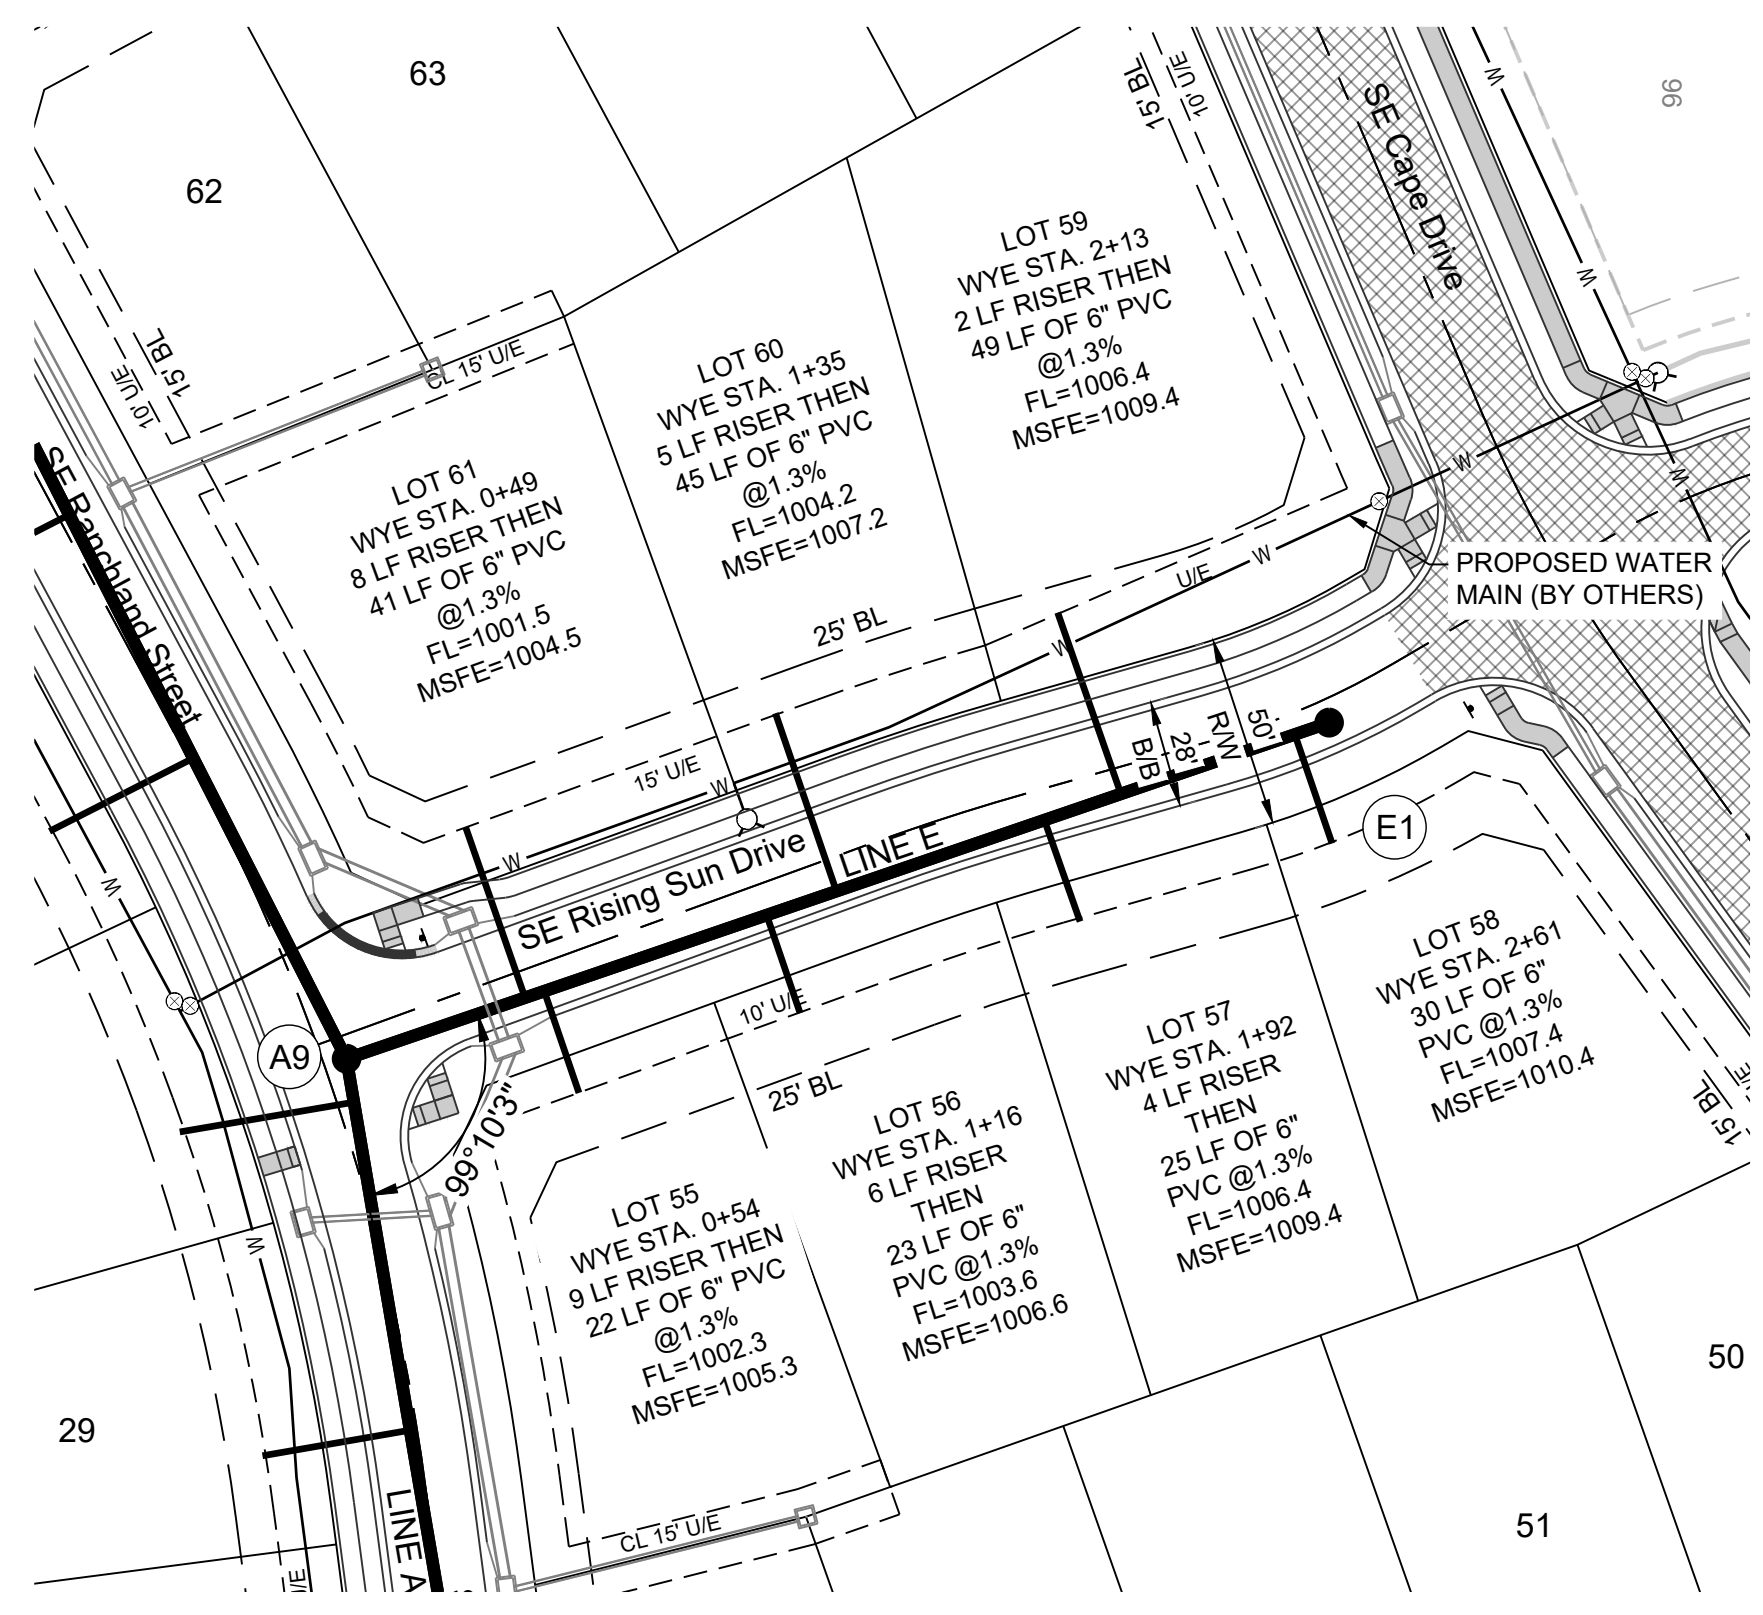 63
62
96
15' BL
10' U/E
SE Cape Drive
W
W
LOT 59
WYE STA. 2+13
2 LF RISER THEN
49 LF OF 6" PVC
@1.3%
FL=1006.4
MSFE=1009.4
15' BL
10' U/E
CL 15' U/E
LOT 60
WYE STA. 1+35
5 LF RISER THEN
45 LF OF 6" PVC
@1.3%
FL=1004.2
MSFE=1007.2
SE Ranchland Street
LOT 61
WYE STA. 0+49
8 LF RISER THEN
41 LF OF 6" PVC
@1.3%
FL=1001.5
MSFE=1004.5
W
W
W
U/E
PROPOSED WATER
MAIN (BY OTHERS)
25' BL
W
15' U/E
W
50'
R/W
28'
B/B
W
W
SE Rising Sun Drive
LINE E
E1
A9
10' U/E
25' BL
99°10'3"
LOT 58
WYE STA. 2+61
30 LF OF 6"
PVC @1.3%
FL=1007.4
MSFE=1010.4
LOT 57
WYE STA. 1+92
4 LF RISER
THEN
25 LF OF 6"
PVC @1.3%
FL=1006.4
MSFE=1009.4
LOT 56
WYE STA. 1+16
6 LF RISER
THEN
23 LF OF 6"
PVC @1.3%
FL=1003.6
MSFE=1006.6
LOT 55
WYE STA. 0+54
9 LF RISER THEN
22 LF OF 6" PVC
@1.3%
FL=1002.3
MSFE=1005.3
15' BL
W
29
50
51
LINE A
CL 15' U/E
U/E